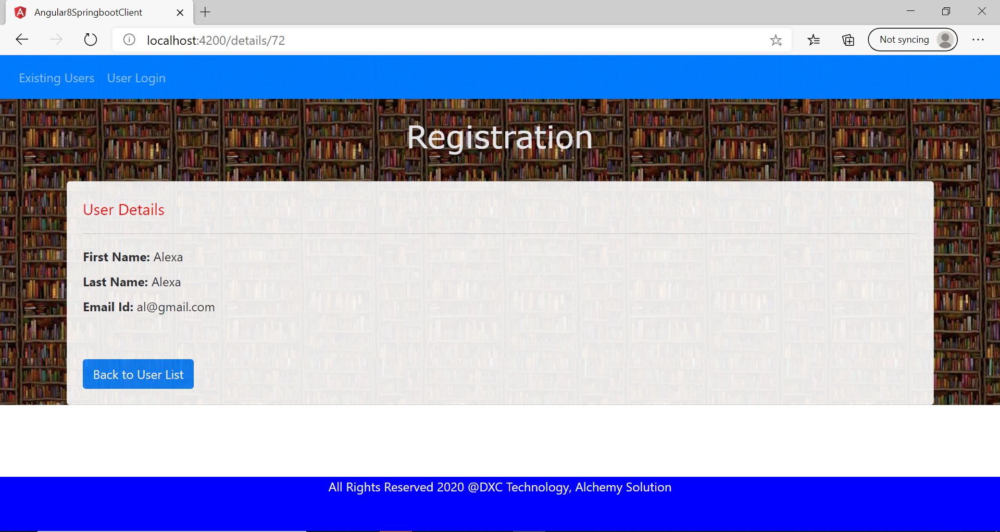 Angular8SpringbootClient
localhost:4200/details/72
Not syncing
Existing Users User Login
Registration
User Details
First Name: Alexa
Last Name: Alexa
Email Id: al@gmail.com
Back to User List
All Rights Reserved 2020 @DXC Technology, Alchemy Solution